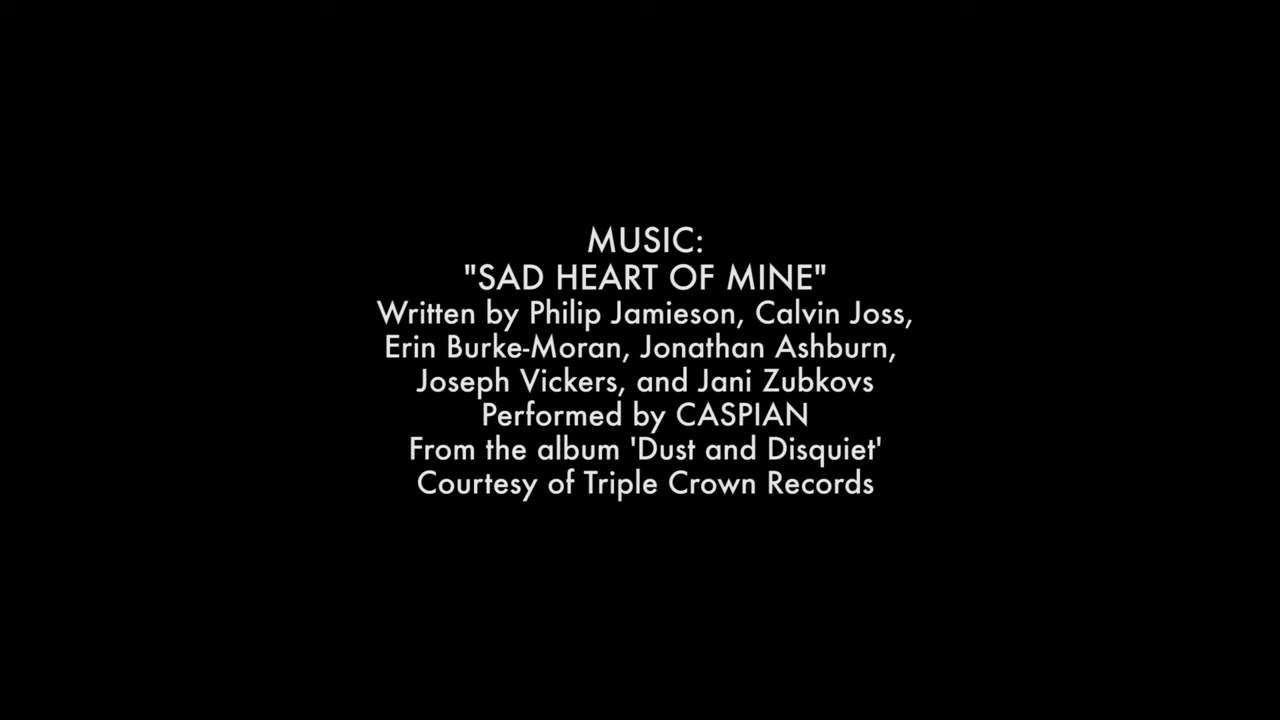 MUSIC:
"SAD HEART OF MINE"
Written by Philip Jamieson, Calvin Joss,
Erin Burke-Moran, Jonathan Ashburn,
Joseph Vickers, and Jani Zubkovs
Performed by CASPIAN
From the album 'Dust and Disquiet'
Courtesy of Triple Crown Records